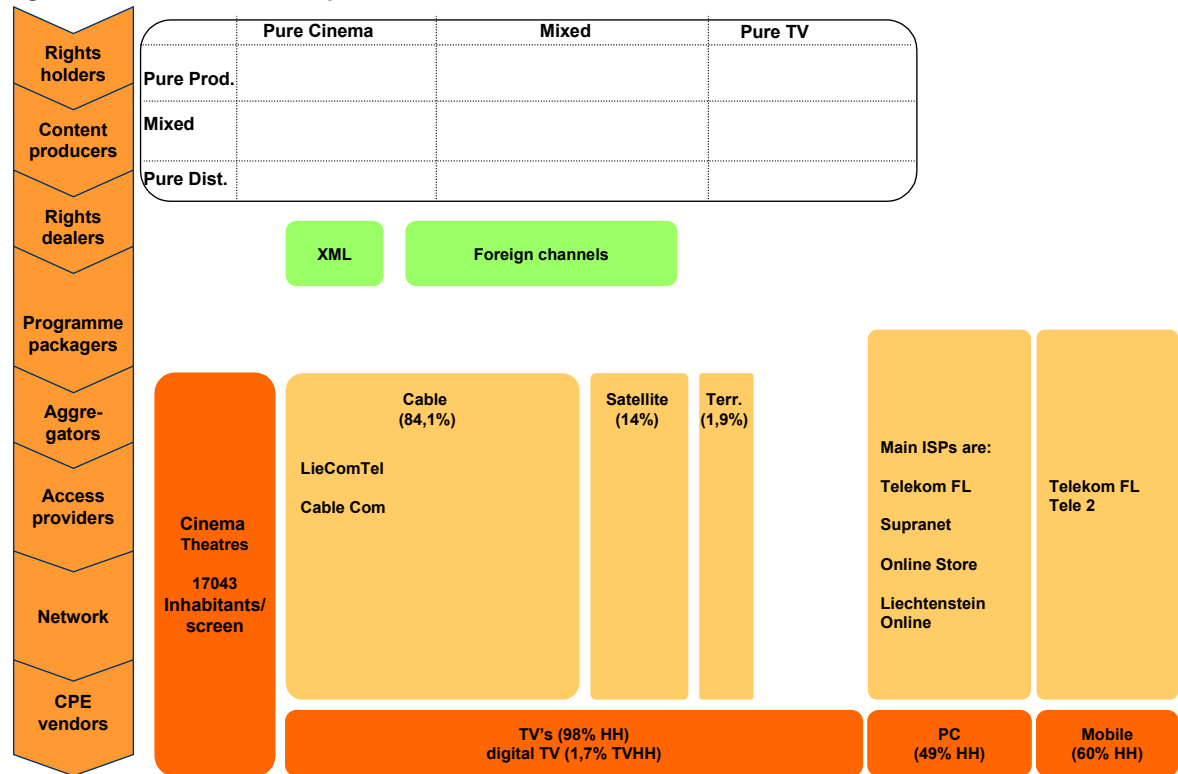 Rights
holders
Content
producers
Rights
dealers
Programme
packagers
Aggre-
gators
Access
providers
Network
CPE
vendors
Pure Cinema
Mixed
Pure TV
Pure Prod.
Mixed
Pure Dist.
XML
Foreign channels
Cinema
Theatres
17043
Inhabitants/
screen
Cable
(84,1%)
LieComTel
Cable Com
Satellite
(14%)
Terr.
(1,9%)
Main ISPs are:
Telekom FL
Supranet
Online Store
Liechtenstein
Online
Telekom FL
Tele 2
TV's (98% HH)
digital TV (1,7% TVHH)
PC
(49% HH)
Mobile
(60% HH)